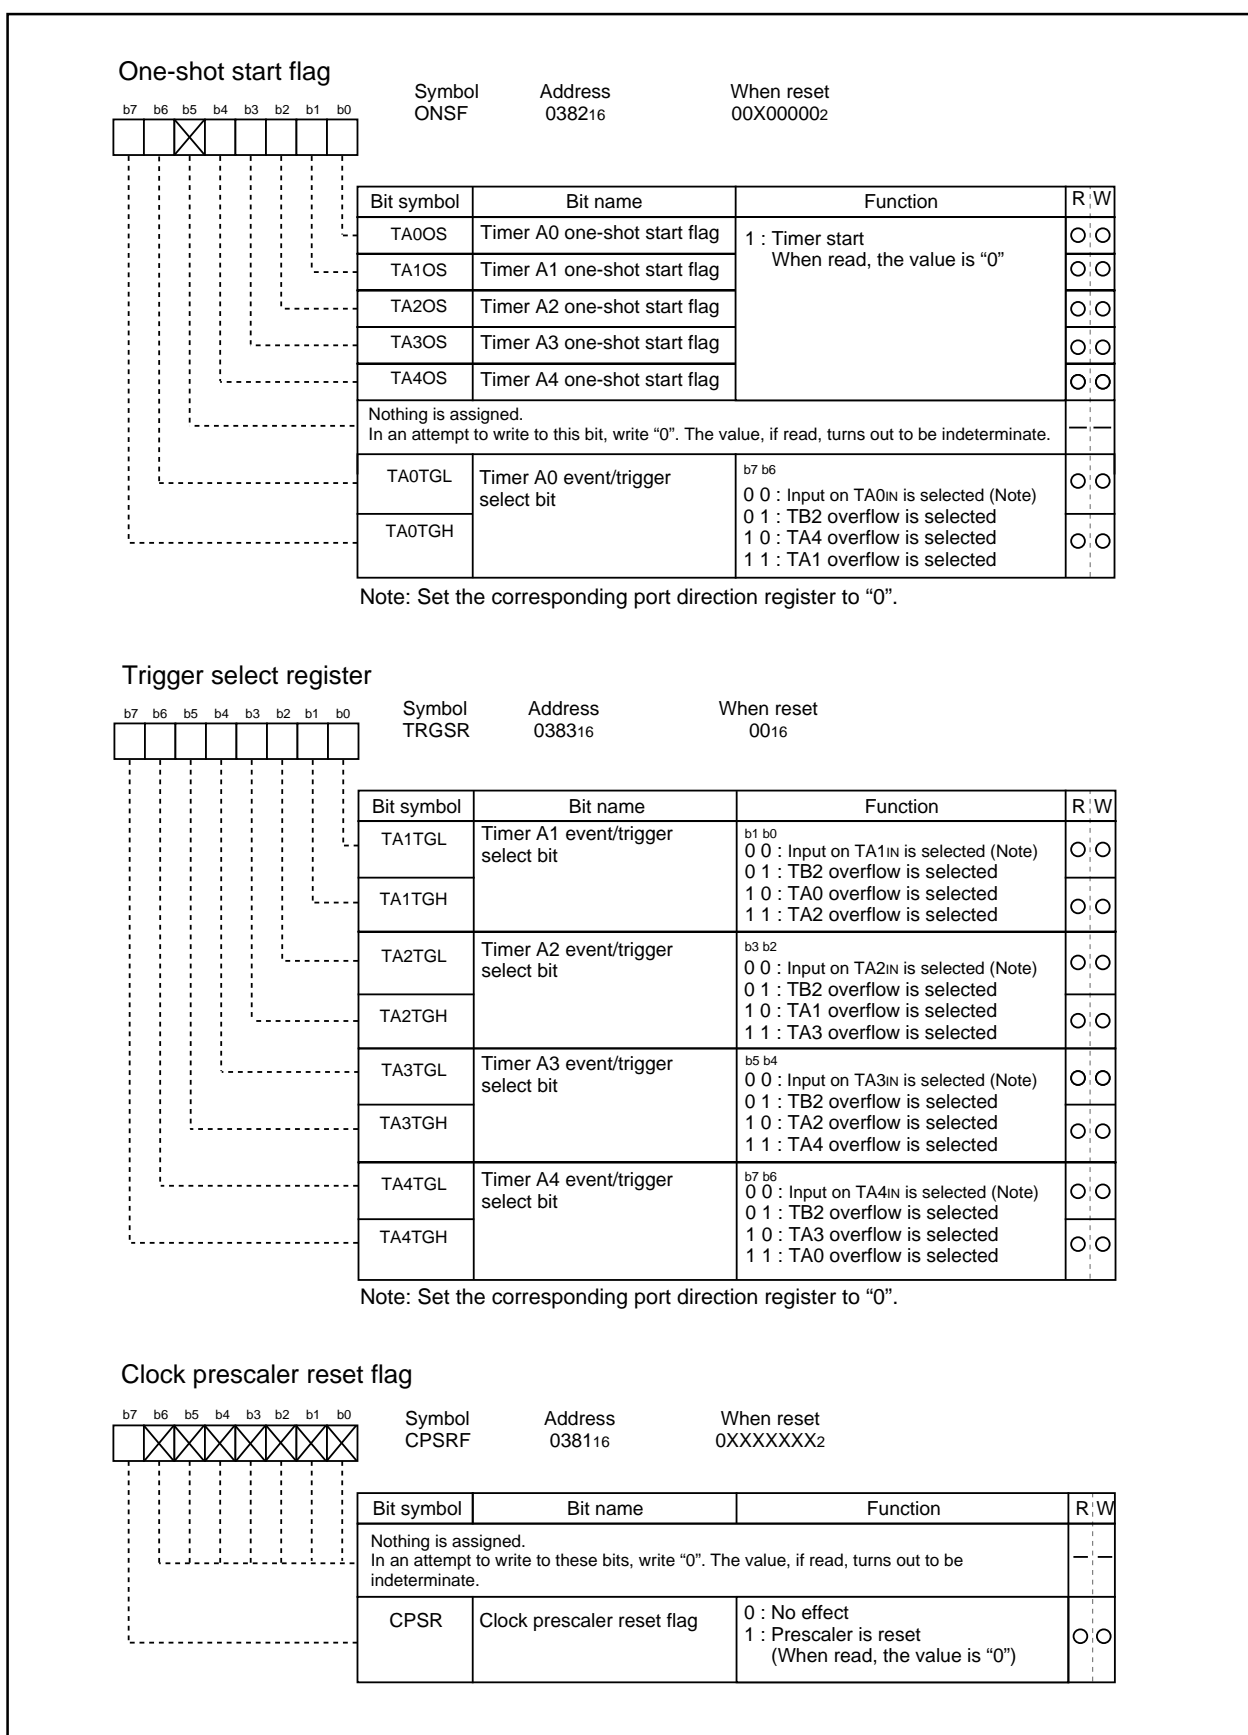 One-shot start flag
Symbol Address When reset
ONSF 038216 00X000002
b7 b6 b5 b4 b3 b2 b1 b0
Bit symbol Bit name Function R W
TA0OS Timer A0 one-shot start flag 1 : Timer start
When read, the value is “0”
TA1OS Timer A1 one-shot start flag
TA2OS Timer A2 one-shot start flag
TA3OS Timer A3 one-shot start flag
TA4OS Timer A4 one-shot start flag
Nothing is assigned.
In an attempt to write to this bit, write “0”. The value, if read, turns out to be indeterminate.
TA0TGL Timer A0 event/trigger
select bit
b7 b6
0 0 : Input on TA0IN is selected (Note)
0 1 : TB2 overflow is selected
TA0TGH 1 0 : TA4 overflow is selected
1 1 : TA1 overflow is selected
Note: Set the corresponding port direction register to “0”.
Trigger select register
Symbol Address When reset
TRGSR 038316 0016
b7 b6 b5 b4 b3 b2 b1 b0
Bit symbol Bit name Function R W
TA1TGL Timer A1 event/trigger
select bit
b1 b0
0 0 : Input on TA1IN is selected (Note)
0 1 : TB2 overflow is selected
TA1TGH 1 0 : TA0 overflow is selected
1 1 : TA2 overflow is selected
TA2TGL Timer A2 event/trigger
select bit
b3 b2
0 0 : Input on TA2IN is selected (Note)
0 1 : TB2 overflow is selected
TA2TGH 1 0 : TA1 overflow is selected
1 1 : TA3 overflow is selected
TA3TGL Timer A3 event/trigger
select bit
b5 b4
0 0 : Input on TA3IN is selected (Note)
0 1 : TB2 overflow is selected
TA3TGH 1 0 : TA2 overflow is selected
1 1 : TA4 overflow is selected
TA4TGL Timer A4 event/trigger
select bit
b7 b6
0 0 : Input on TA4IN is selected (Note)
0 1 : TB2 overflow is selected
TA4TGH 1 0 : TA3 overflow is selected
1 1 : TA0 overflow is selected
Note: Set the corresponding port direction register to “0”.
Clock prescaler reset flag
Symbol Address When reset
CPSRF 038116 0XXXXXXX2
b7 b6 b5 b4 b3 b2 b1 b0
Bit symbol Bit name Function R W
Nothing is assigned.
In an attempt to write to these bits, write “0”. The value, if read, turns out to be
indeterminate.
CPSR Clock prescaler reset flag 0 : No effect
1 : Prescaler is reset
(When read, the value is “0”)